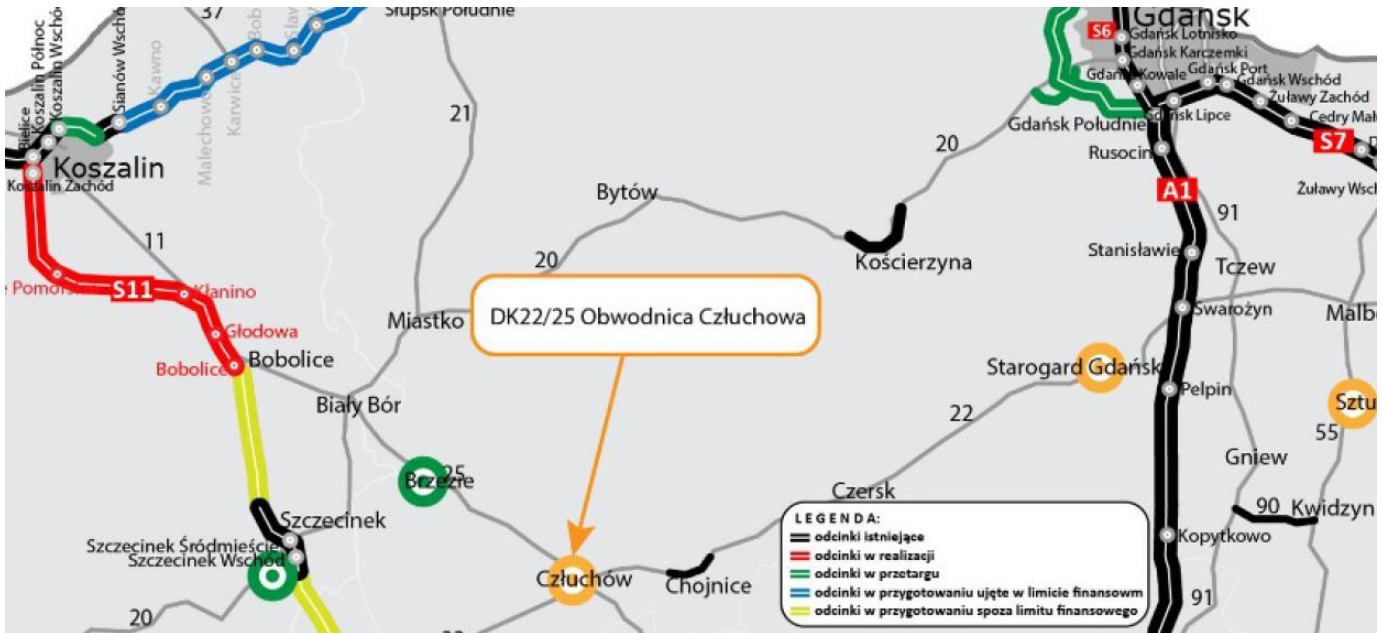 37
Słupsk Południe
Gdańsk
S6
Gdańsk Lotnisko
Gdańsk Karczemki
Gdańsk Kowale
Gdańsk Port
Gdańsk Wschód
Żuławy Zachód
Gdańsk Lipce
Gdańsk Południe
Rusocin
S7
Bielice
Koszalin Północ
Koszalin Wschód
Sianów Wschód
Kawno
Malechowo
Karwice
Koszalin
Koszalin Zachód
21
20
Bytów
A1
91
11
Kościerzyna
Stanisławie
Tczew
20
S11
Kłanino
Swarożyn
Miastko
DK22/25 Obwodnica Człuchowa
Głodowa
Bobolice
Bobolice
Starogard Gdański
Pelpin
Biały Bór
22
55
25
Brzezie
Gniew
Czersk
90
Kwidzyn
Szczecinek
Szczecinek Śródmieście
Szczecinek Wschód
Kopytkowo
Człuchów
Chojnice
20
91
LEGENDA:
odcinki istniejące
odcinki w realizacji
odcinki w przetargu
odcinki w przygotowaniu ujęte w limicie finansowm
odcinki w przygotowaniu spoza limitu finansowego